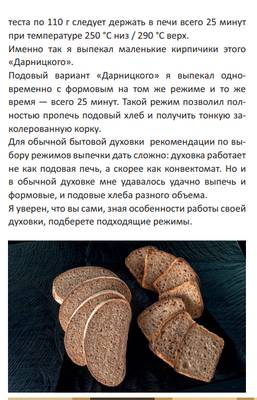 теста по 110 г следует держать в печи всего 25 минут
при температуре 250 °С низ / 290 °С верх.
Именно так я выпекал маленькие кирпичики этого
«Дарницкого».
Подовый вариант «Дарницкого» я выпекал одно-
временно с формовым на том же режиме и то же
время — всего 25 минут. Такой режим позволил пол-
ностью пропечь подовый хлеб и получить тонкую за-
колерованную корку.
Для обычной бытовой духовки рекомендации по вы-
бору режимов выпечки дать сложно: духовка работает
не как подовая печь, а скорее как конвектомат. Но и
в обычной духовке мне удавалось удачно выпечь и
формовые, и подовые хлеба разного объема.
Я уверен, что вы сами, зная особенности работы своей
духовки, подберете подходящие режимы.